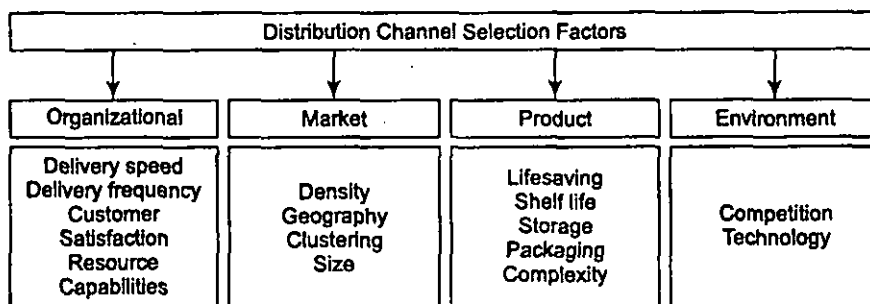 Distribution Channel Selection Factors
Organizational
Market
Product
Environment
Delivery speed
Delivery frequency
Customer
Satisfaction
Resource
Capabilities
Density
Geography
Clustering
Size
Lifesaving
Shelf life
Storage
Packaging
Complexity
Competition
Technology